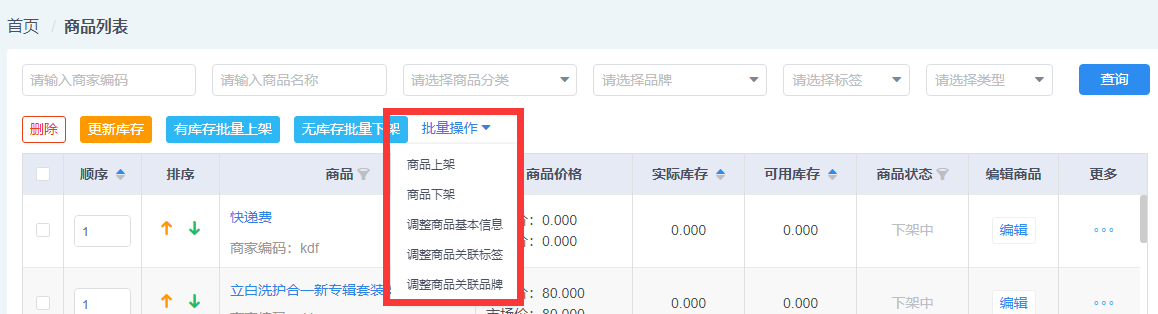 首页 / 商品列表
请输入商家编码 请输入商品名称 请选择商品分类 请选择品牌 请选择标签 请选择类型 查询
删除 更新库存 有库存批量上架 无库存批量下架 批量操作
商品上架
商品下架
调整商品基本信息
调整商品关联标签
调整商品关联品牌
顺序 排序 商品 商品价格 实际库存 可用库存 商品状态 编辑商品 更多
1 快递费 : 0.000 0.000 0.000 下架中 编辑
商家编码：kdf : 0.000
1 立白洗护合一新专辑套装 : 80.000 0.000 0.000 下架中 编辑
市场价: 80.000